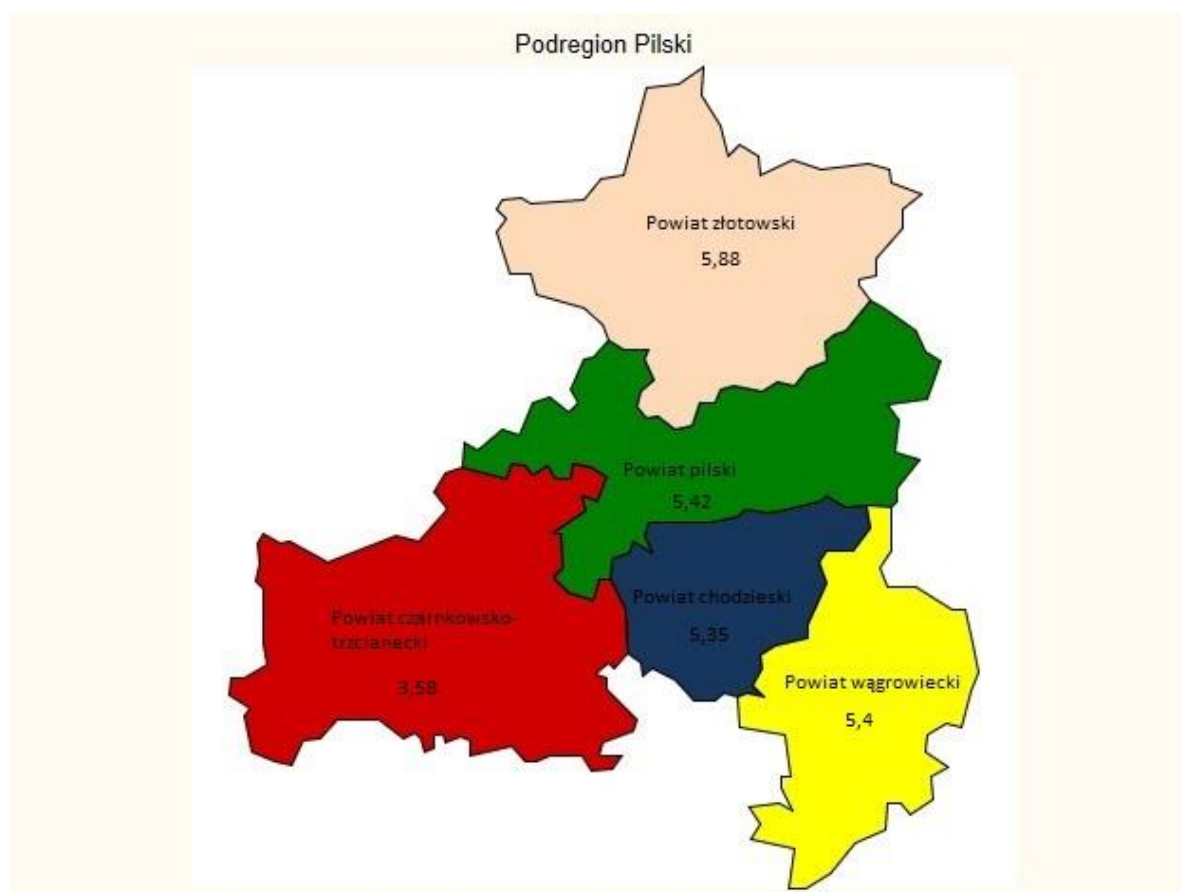 Podregion Pilski
Powiat złotowski
5,88
Powiat pilski
5,42
Powiat chodzieski
5,35
Powiat czarnkowsko-
trzcianecki
3,58
Powiat wągrowiecki
5,4